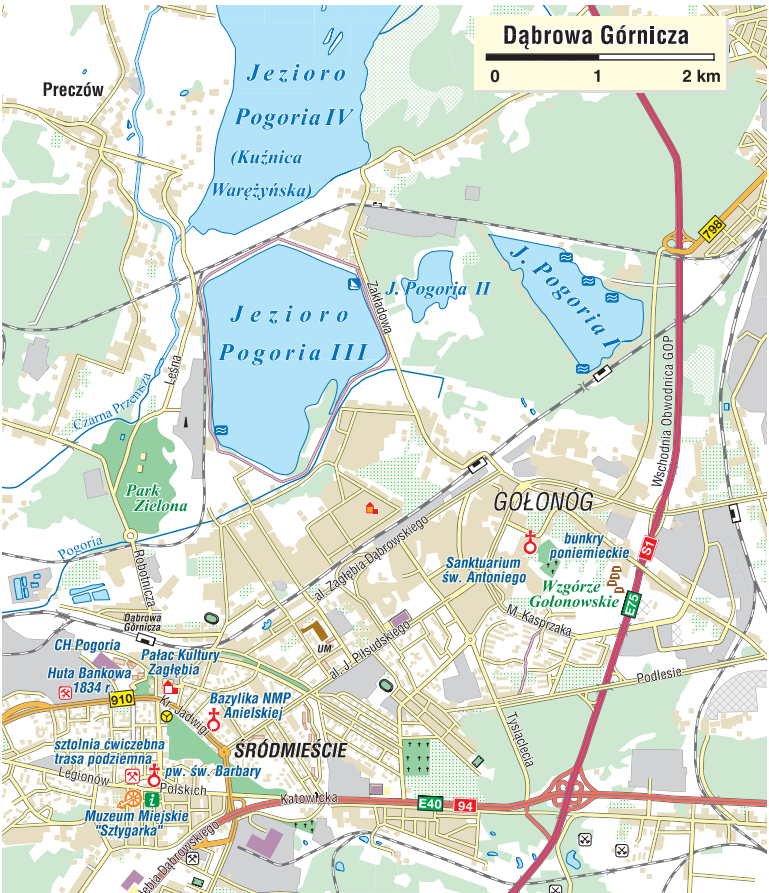 Dąbrowa Górnicza
0 1 2 km
Preczów
Jezioro
Pogoria IV
(Kuźnica
Warężyńska)
798
Zakładowa
J. Pogoria II
J. Pogoria I
Jezioro
Pogoria III
Leśna
Czarna Przemsza
Wschodnia Obwodnica GOP
Park
Zielona
GOŁONÓG
Pogoria
Robotnicza
al. Zagłębia Dąbrowskiego
Sanktuarium
św. Antoniego
bunkry
poniemieckie
S1
Wzgórze
Gołonowskie
E75
M. Kasprzaka
Dąbrowa
Górnicza
CH Pogoria
Pałac Kultury
Zagłębia
UM
al. J. Piłsudskiego
Huta Bankowa
1834 r.
910
Kr. Jadwigi
Bazylika NMP
Anielskiej
Podlesie
Tysiąclecia
sztolnia ćwiczebna
trasa podziemna
ŚRÓDMIEŚCIE
Legionów
Polskich
pw. św. Barbary
i
Katowicka
E40
94
Muzeum Miejskie
"Sztygarka"
łębia Dąbrowskiego